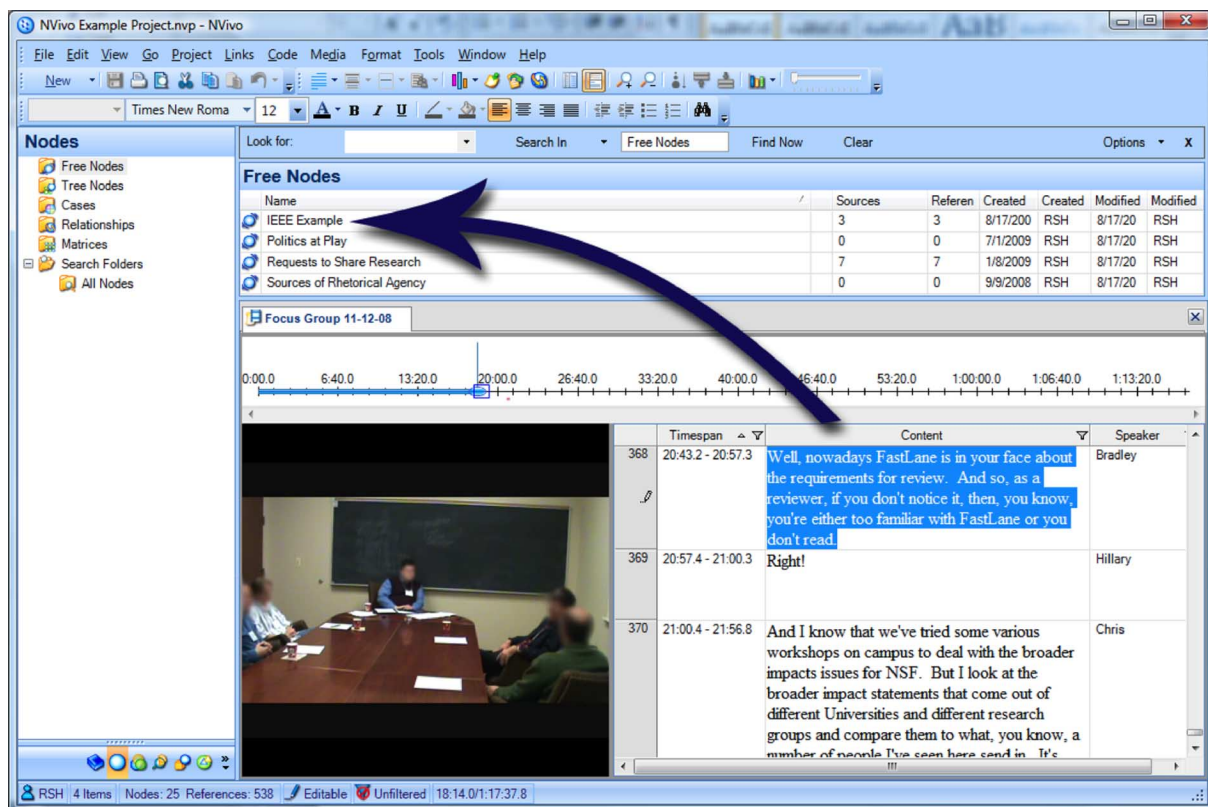 NVivo Example Project.nvp - NVivo
File Edit View Go Project Links Code Media Format Tools Window Help
New
Times New Roma 12 A B I U
Nodes
Look for: Search In Free Nodes Find Now Clear Options x
Free Nodes
Tree Nodes
Cases
Relationships
Matrices
Search Folders
All Nodes
Free Nodes
Name Sources Referen Created Created Modified Modified
IEEE Example 3 3 8/17/200 RSH 8/17/20 RSH
Politics at Play 0 0 7/1/2009 RSH 8/17/20 RSH
Requests to Share Research 7 7 1/8/2009 RSH 8/17/20 RSH
Sources of Rhetorical Agency 0 0 9/9/2008 RSH 8/17/20 RSH
Focus Group 11-12-08
0:00.0 6:40.0 13:20.0 20:00.0 26:40.0 33:20.0 40:00.0 46:40.0 53:20.0 1:00:00.0 1:06:40.0 1:13:20.0
Timespan Content Speaker
368 20:43.2 - 20:57.3 Well, nowadays FastLane is in your face about Bradley
the requirements for review. And so, as a
reviewer, if you don't notice it, then, you know,
you're either too familiar with FastLane or you
don't read.
369 20:57.4 - 21:00.3 Right! Hillary
370 21:00.4 - 21:56.8 And I know that we've tried some various Chris
workshops on campus to deal with the broader
impacts issues for NSF. But I look at the
broader impact statements that come out of
different Universities and different research
groups and compare them to what, you know, a
number of people I've seen here send in. It's
RSH 4 Items Nodes: 25 References: 538 Editable Unfiltered 18:14.0/1:17:37.8